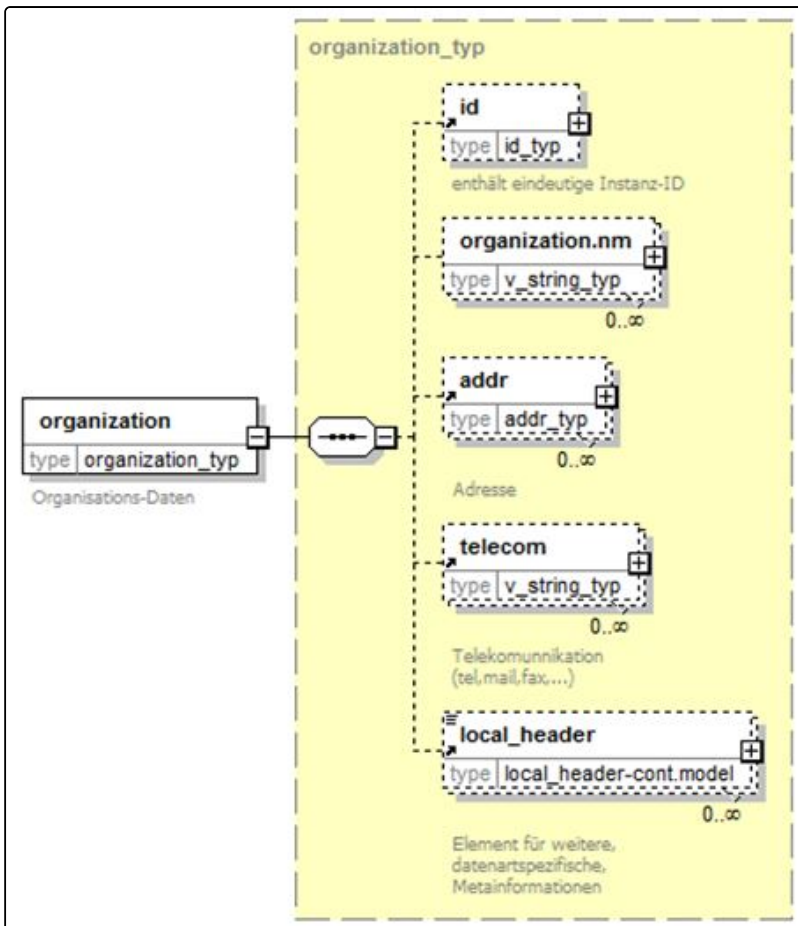 organization_typ
id
type id_typ
enthält eindeutige Instanz-ID
organization.nm
type v_string_typ
0..∞
addr
type addr_typ
0..∞
Adresse
organization
type organization_typ
Organisations-Daten
telecom
type v_string_typ
0..∞
Telekomunnikation
(tel,mail,fax,...)
local_header
type local_header-cont.model
0..∞
Element für weitere,
datenartspezifische,
Metainformationen